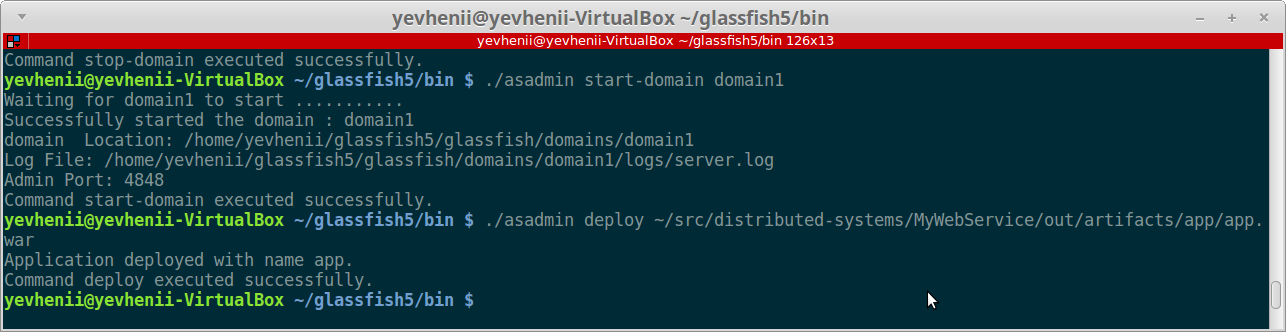 yevhenii@yevhenii-VirtualBox ~/glassfish5/bin
yevhenii@yevhenii-VirtualBox ~/glassfish5/bin 126x13
Command stop-domain executed successfully.
yevhenii@yevhenii-VirtualBox ~/glassfish5/bin $ ./asadmin start-domain domain1
Waiting for domain1 to start ...........
Successfully started the domain : domain1
domain  Location: /home/yevhenii/glassfish5/glassfish/domains/domain1
Log File: /home/yevhenii/glassfish5/glassfish/domains/domain1/logs/server.log
Admin Port: 4848
Command start-domain executed successfully.
yevhenii@yevhenii-VirtualBox ~/glassfish5/bin $ ./asadmin deploy ~/src/distributed-systems/MyWebService/out/artifacts/app/app.
war
Application deployed with name app.
Command deploy executed successfully.
yevhenii@yevhenii-VirtualBox ~/glassfish5/bin $